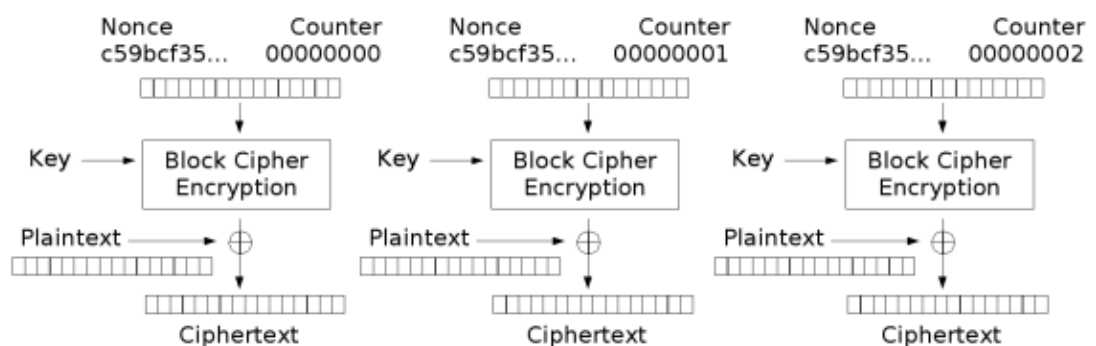 Nonce Counter Nonce Counter Nonce Counter
c59bcf35... 00000000 c59bcf35... 00000001 c59bcf35... 00000002
Key Block Cipher Key Block Cipher Key Block Cipher
Encryption Encryption Encryption
Plaintext Plaintext Plaintext
Ciphertext Ciphertext Ciphertext